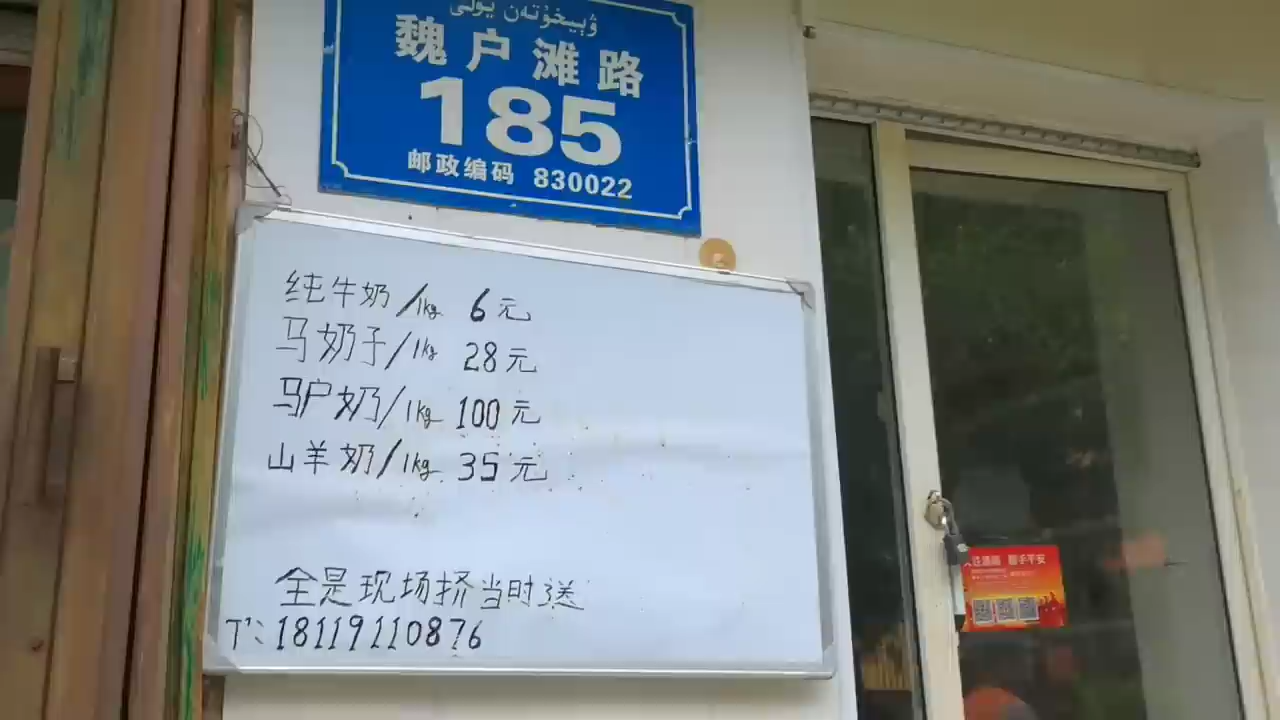 ۋېيخۇتەن يولى
魏户滩路
185
邮政编码 830022
纯牛奶/1kg 6元
马奶子/1kg 28元
马户奶/1kg 100元
山羊奶/1kg 35元
全是现场挤当时送
T: 18119110876